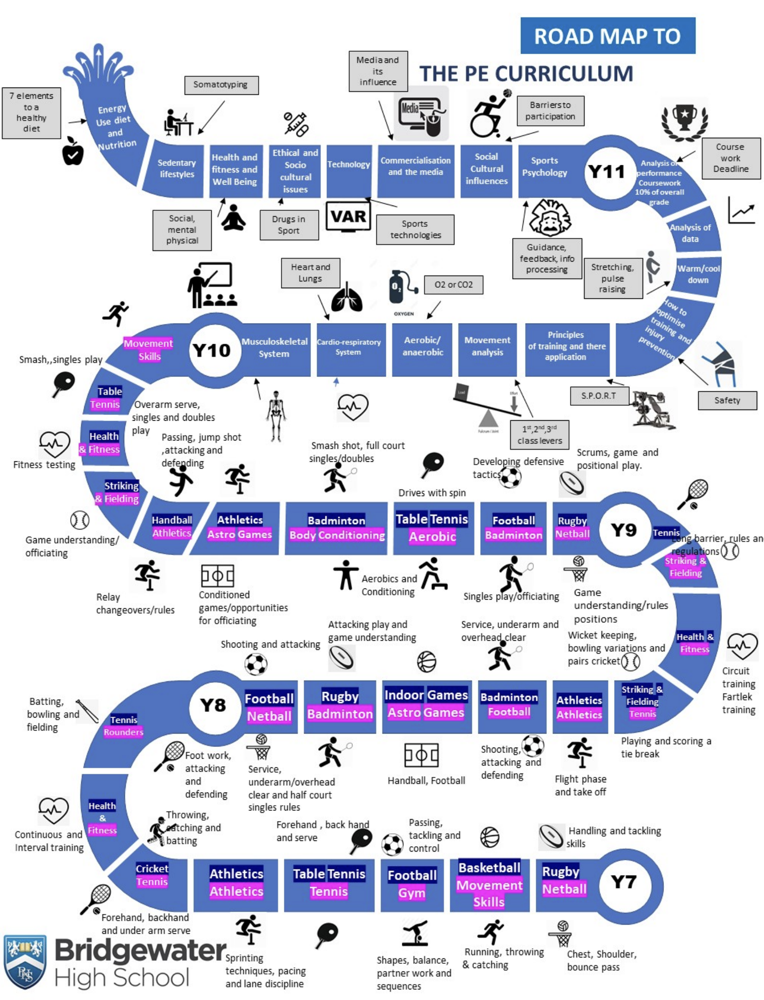 ROAD MAP TO
THE PE CURRICULUM
Media and
its
influence
Somatotyping
7 elements
to a
healthy
diet
Energy
Use diet
and
Nutrition
Media
Barriers to
participation
Course
work
Deadline
Sedentary
lifestyles
Health and
fitness and
Well Being
Ethical and
Socio
cultural
issues
Technology
Commercialisation
and the media
Social
Cultural
influences
Sports
Psychology
Y11
Analysis of
performance
Coursework
10% of overall
grade
Social,
mental
physical
Drugs in
Sport
VAR
Sports
technologies
Guidance,
feedback, info
processing
Analysis of
data
Stretching,
pulse
raising
Warm/cool
down
How to
optimise
training and
injury
prevention
Heart and
Lungs
O2
OXYGEN
O2 or CO2
Movement
Skills
Y10
Musculoskeletal
System
Cardio-respiratory
System
Aerobic/
anaerobic
Movement
analysis
Principles
of training and there
application
Smash,,singles play
Load
Effort
Fulcrum / Joint
1st,2nd,3rd
class levers
S.P.O.R.T
Safety
Table
Tennis
Overarm serve,
singles and doubles
play
Health
& Fitness
Fitness testing
Passing, jump shot
,attacking and
defending
Smash shot, full court
singles/doubles
Drives with spin
Developing defensive
tactics
Scrums, game and
positional play.
Striking
& Fielding
Game understanding/
officiating
Handball
Athletics
Athletics
Astro Games
Badminton
Body Conditioning
Table Tennis
Aerobic
Football
Badminton
Rugby
Netball
Y9
Tennis
Long barrier, rules an
regulations
Striking &
Fielding
Relay
changeovers/rules
Conditioned
games/opportunities
for officiating
Aerobics and
Conditioning
Singles play/officiating
Game
understanding/rules
positions
Health &
Fitness
Circuit
training
Fartlek
training
Shooting and attacking
Attacking play and
game understanding
Service, underarm and
overhead clear
Wicket keeping,
bowling variations and
pairs cricket
Batting,
bowling and
fielding
Tennis
Rounders
Y8
Football
Netball
Rugby
Badminton
Indoor Games
Astro Games
Badminton
Football
Athletics
Athletics
Striking &
Fielding
Tennis
Foot work,
attacking
and
defending
Service,
underarm/overhead
clear and half court
singles rules
Handball, Football
Shooting,
attacking and
defending
Flight phase
and take off
Playing and scoring a
tie break
Health
&
Fitness
Continuous and
Interval training
Throwing,
catching and
batting
Forehand , back hand
and serve
Passing,
tackling and
control
Handling and tackling
skills
Cricket
Tennis
Athletics
Athletics
Table Tennis
Tennis
Football
Gym
Basketball
Movement
Skills
Rugby
Netball
Y7
Forehand, backhand
and under arm serve
Sprinting
techniques, pacing
and lane discipline
Shapes, balance,
partner work and
sequences
Running, throwing
& catching
Chest, Shoulder,
bounce pass
Bridgewater
High School